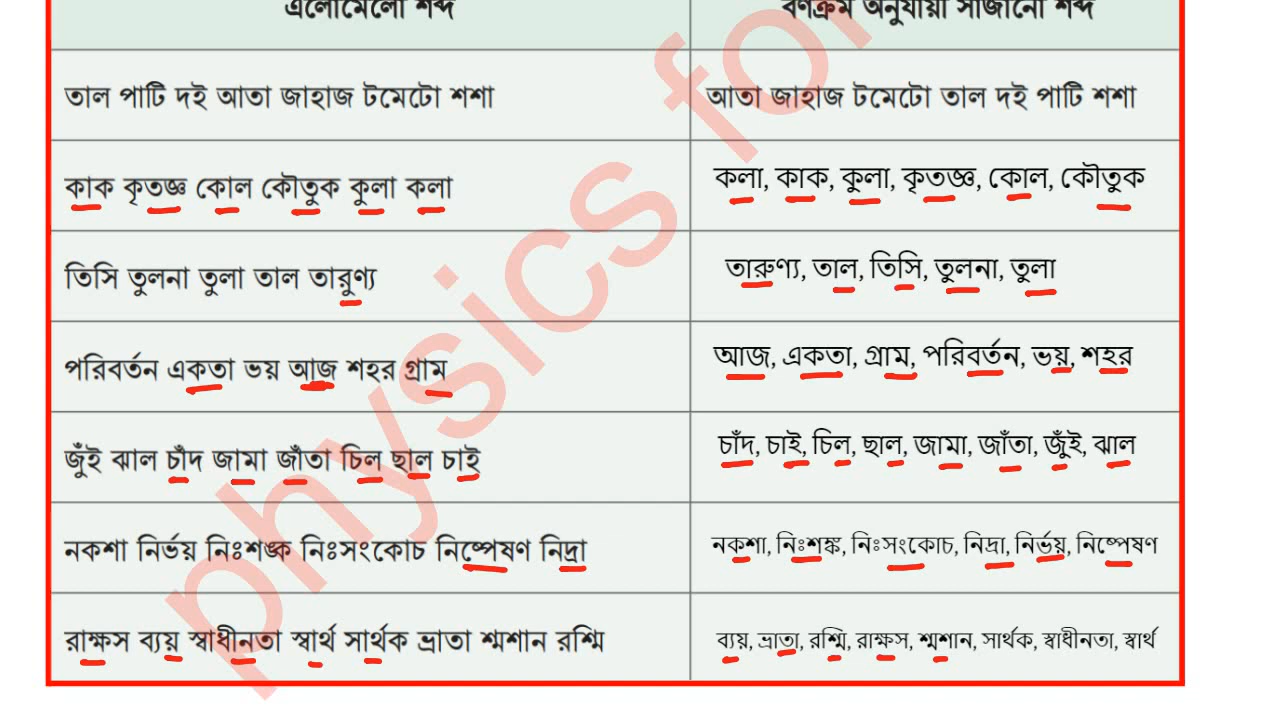 এলোমেলো শব্দ
বর্ণক্রম অনুযায়ী সাজানো শব্দ
তাল পাটি দই আতা জাহাজ টমেটো শশা
আতা জাহাজ টমেটো তাল দই পাটি শশা
কাক কৃতজ্ঞ কোল কৌতুক কুলা কলা
কলা, কাক, কুলা, কৃতজ্ঞ, কোল, কৌতুক
তিসি তুলনা তুলা তাল তারুণ্য
তারুণ্য, তাল, তিসি, তুলনা, তুলা
পরিবর্তন একতা ভয় আজ শহর গ্রাম
আজ, একতা, গ্রাম, পরিবর্তন, ভয়, শহর
জুঁই ঝাল চাঁদ জামা জাঁতা চিল ছাল চাই
চাঁদ, চাই, চিল, ছাল, জামা, জাঁতা, জুঁই, ঝাল
নকশা নির্ভয় নিঃশঙ্ক নিঃসংকোচ নিষ্পেষণ নিদ্রা
নকশা, নিঃশঙ্ক, নিঃসংকোচ, নিদ্রা, নির্ভয়, নিষ্পেষণ
রাক্ষস ব্যয় স্বাধীনতা স্বার্থ সার্থক ভ্রাতা শ্মশান রশ্মি
ব্যয়, ভ্রাতা, রশ্মি, রাক্ষস, শ্মশান, সার্থক, স্বাধীনতা, স্বার্থ
physics for